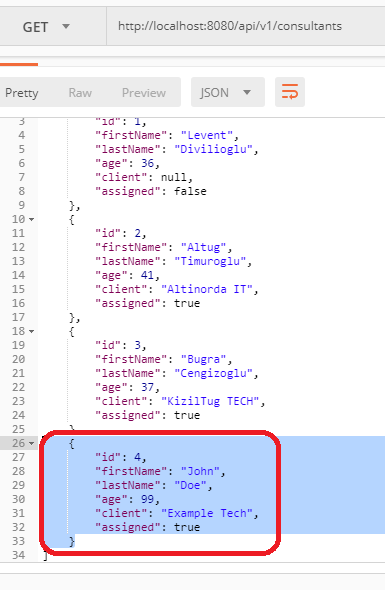 GET http://localhost:8080/api/v1/consultants
Pretty Raw Preview JSON
3 "id": 1,
4 "firstName": "Levent",
5 "lastName": "Divilioglu",
6 "age": 36,
7 "client": null,
8 "assigned": false
9 },
10 {
11 "id": 2,
12 "firstName": "Altug",
13 "lastName": "Timuroglu",
14 "age": 41,
15 "client": "Altinorda IT",
16 "assigned": true
17 },
18 {
19 "id": 3,
20 "firstName": "Bugra",
21 "lastName": "Cengizoglu",
22 "age": 37,
23 "client": "KizilTug TECH",
24 "assigned": true
25 }
26 {
27 "id": 4,
28 "firstName": "John",
29 "lastName": "Doe",
30 "age": 99,
31 "client": "Example Tech",
32 "assigned": true
33 }
34 ]